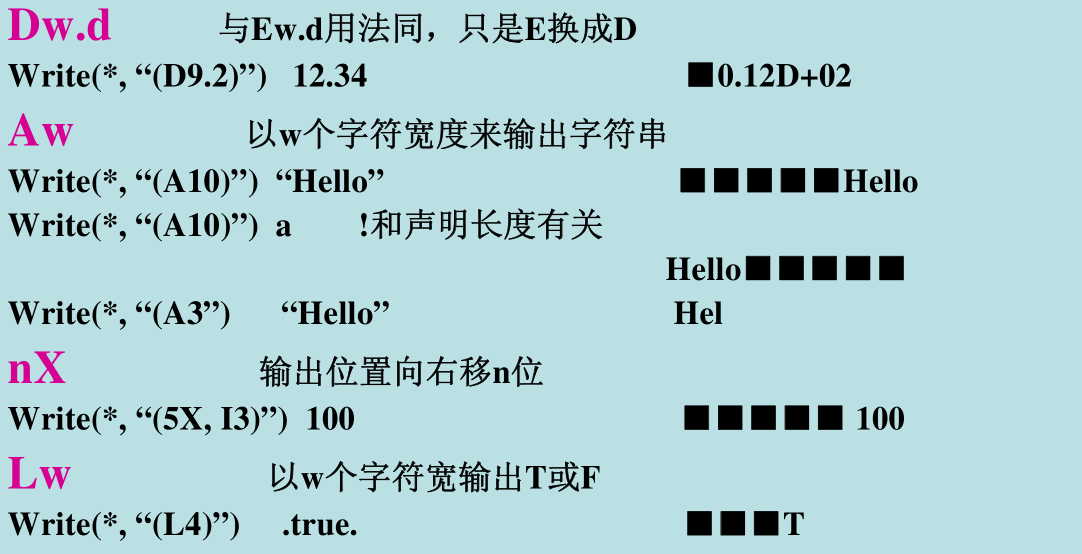 Dw.d 与Ew.d用法同，只是E换成D
Write(*, “(D9.2)”) 12.34 ■0.12D+02
Aw 以w个字符宽度来输出字符串
Write(*, “(A10)”) “Hello” ■■■■■Hello
Write(*, “(A10)”) a !和声明长度有关
Hello■■■■■
Write(*, “(A3”) “Hello” Hel
nX 输出位置向右移n位
Write(*, “(5X, I3)”) 100 ■■■■■ 100
Lw 以w个字符宽输出T或F
Write(*, “(L4)”) .true. ■■■T